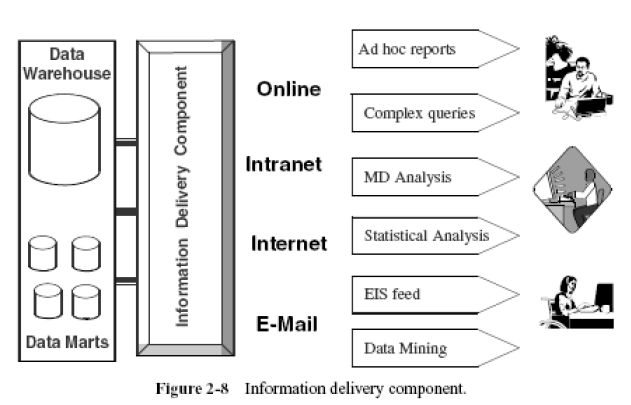 Data
Warehouse
Data Marts
Information Delivery Component
Online
Intranet
Internet
E-Mail
Ad hoc reports
Complex queries
MD Analysis
Statistical Analysis
EIS feed
Data Mining
Figure 2-8 Information delivery component.